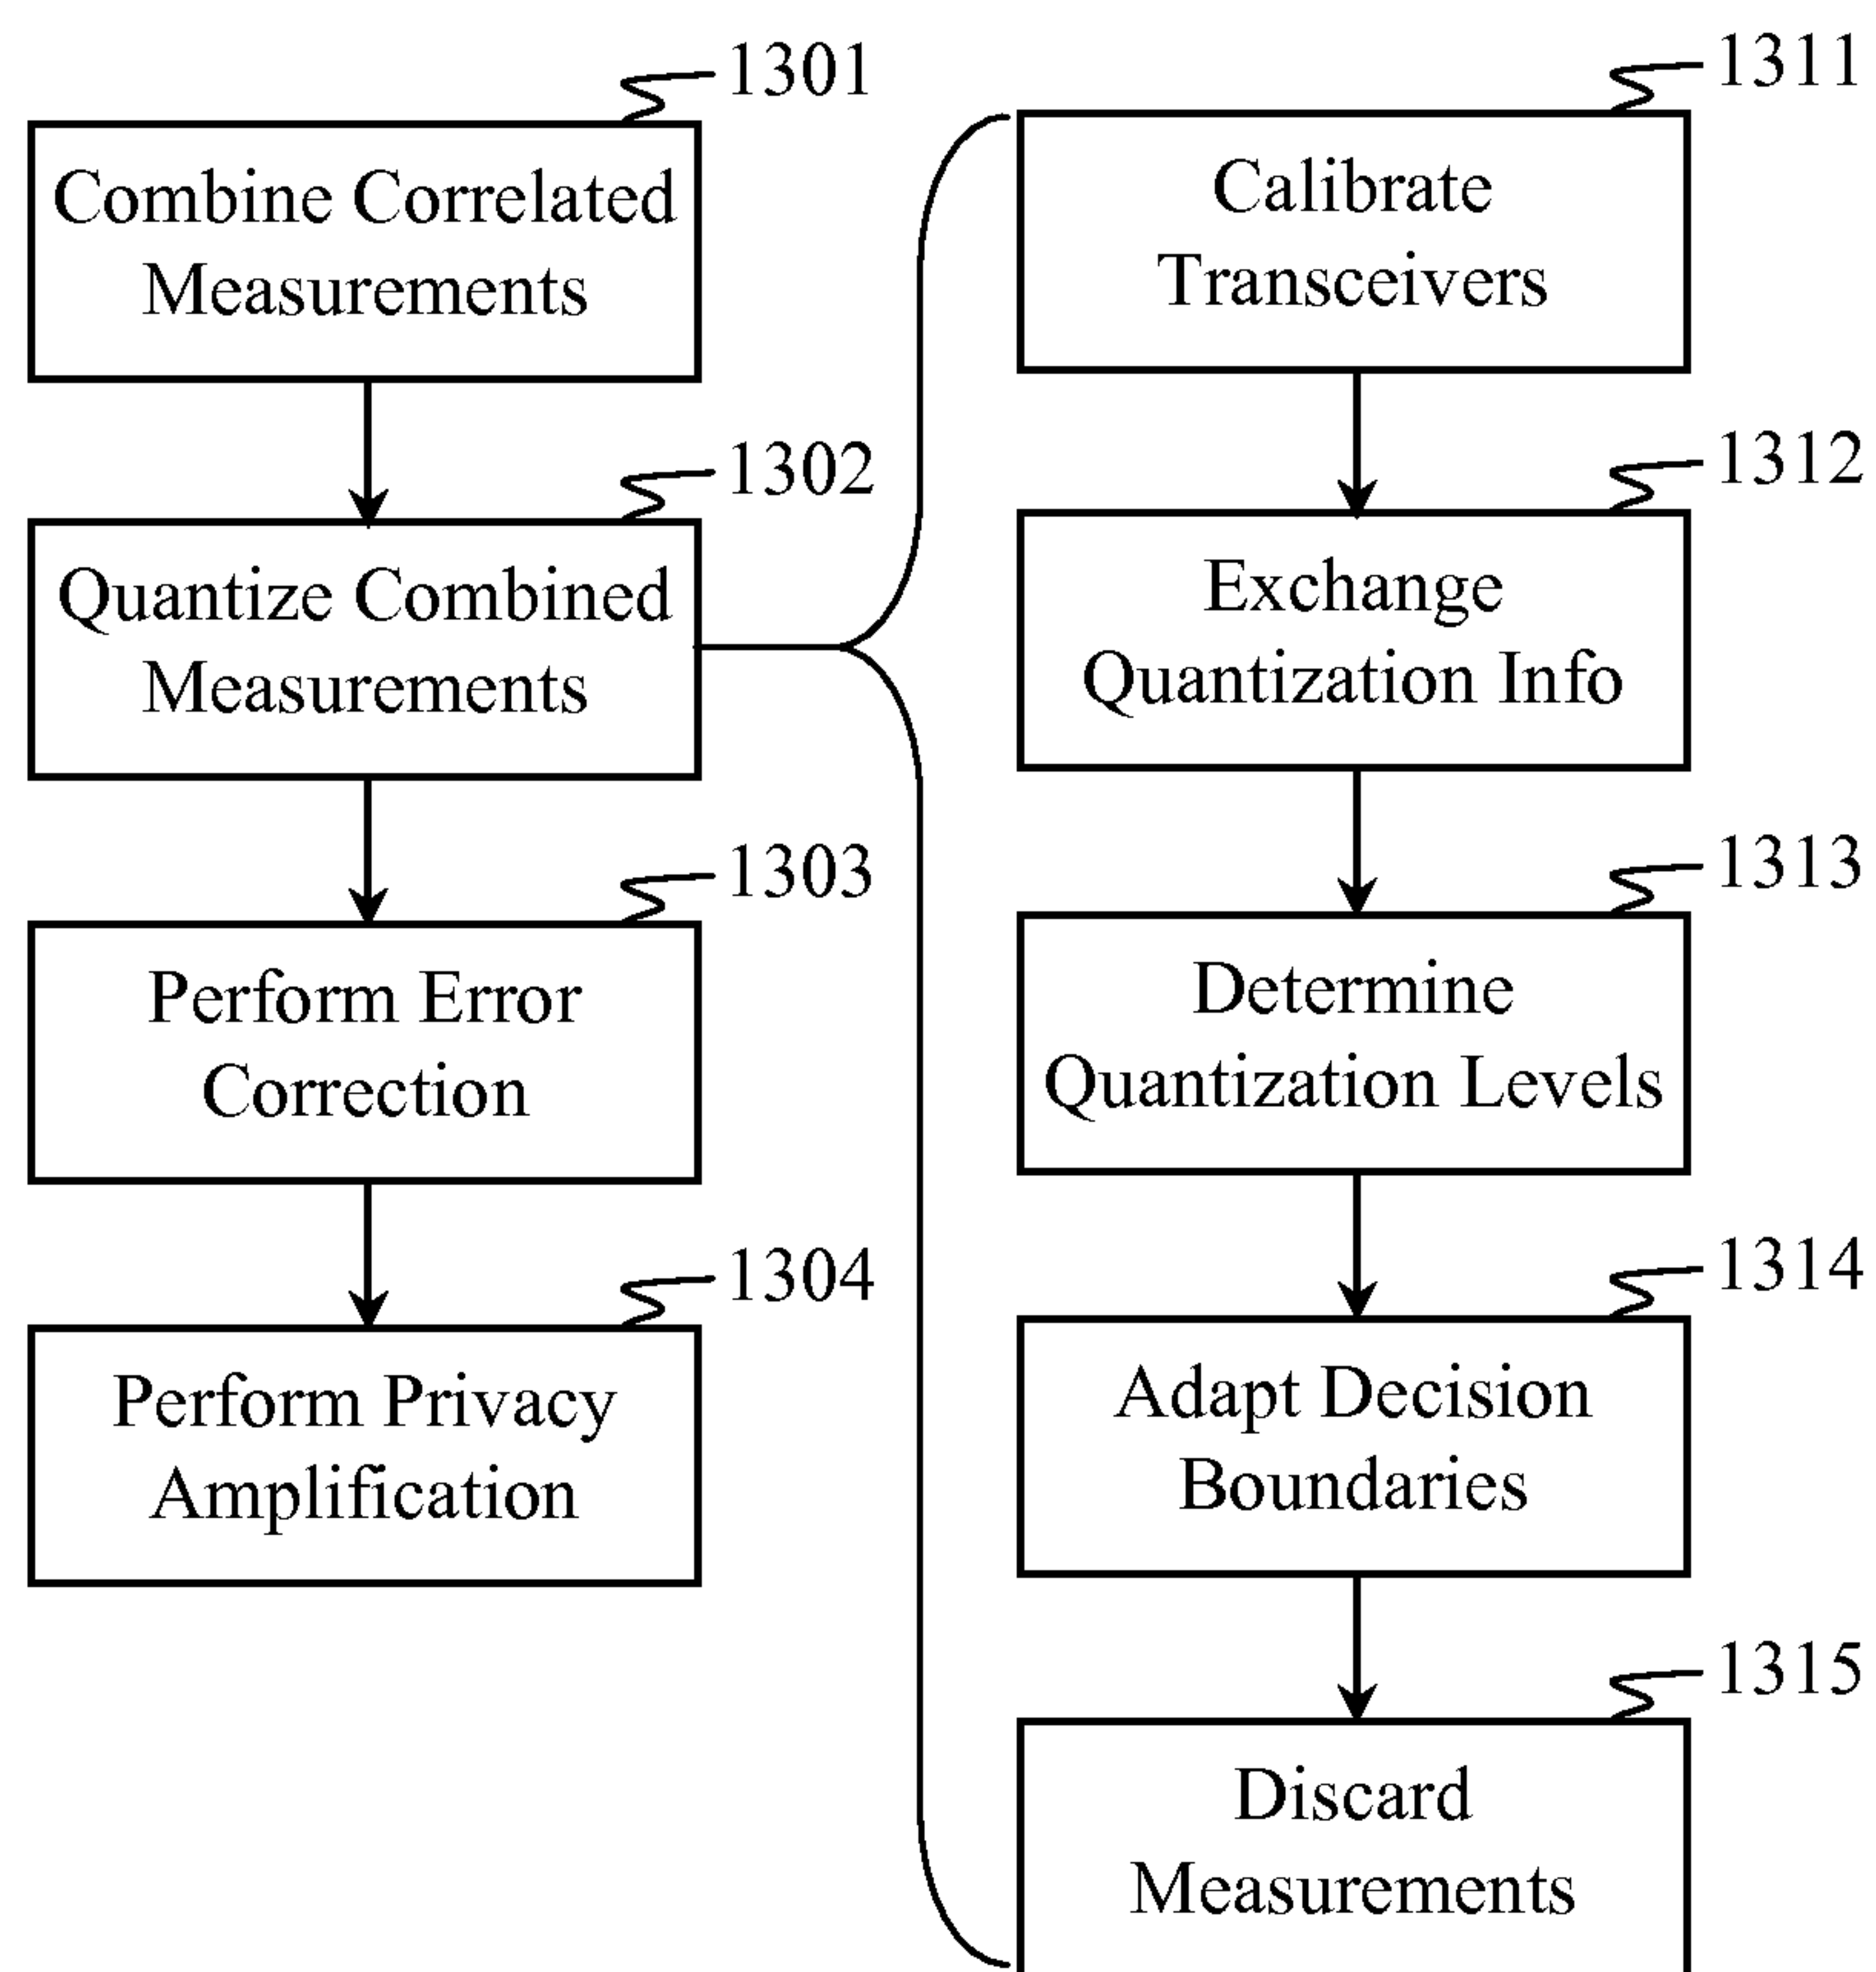 1301
Combine Correlated
Measurements
1302
Quantize Combined
Measurements
1303
Perform Error
Correction
1304
Perform Privacy
Amplification
1311
Calibrate
Transceivers
1312
Exchange
Quantization Info
1313
Determine
Quantization Levels
1314
Adapt Decision
Boundaries
1315
Discard
Measurements